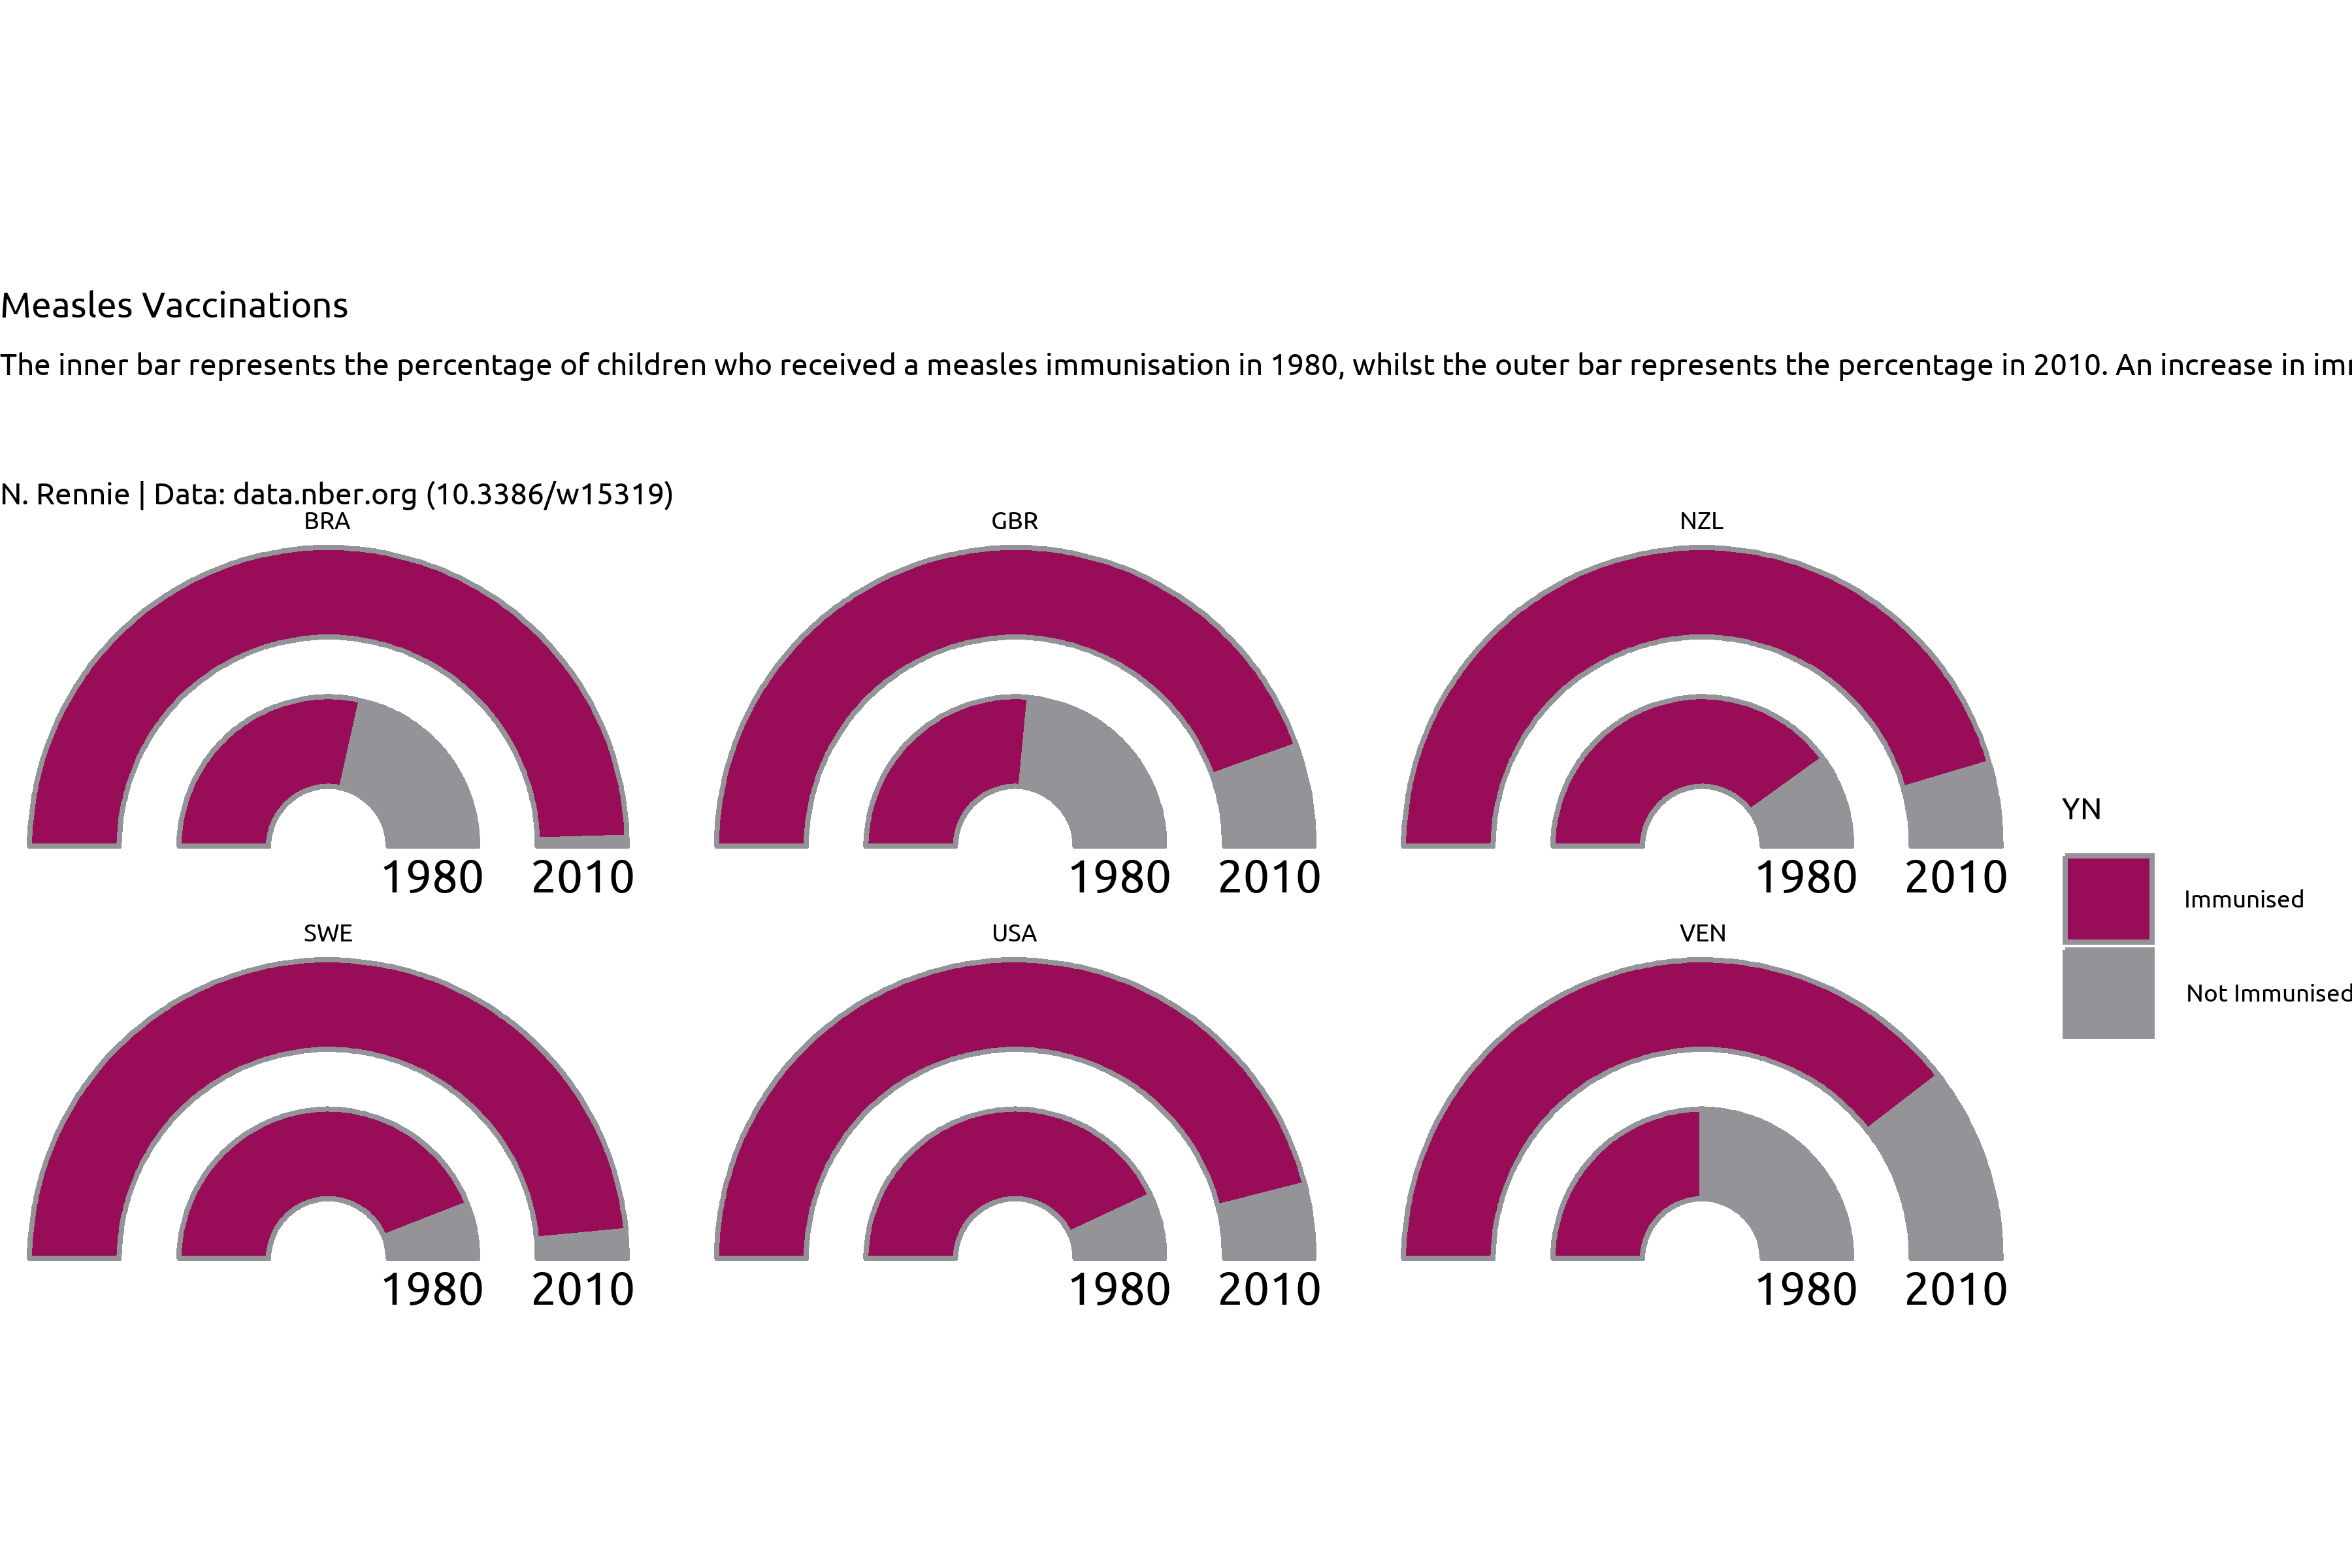 Measles Vaccinations
The inner bar represents the percentage of children who received a measles immunisation in 1980, whilst the outer bar represents the percentage in 2010. An increase in
N. Rennie | Data: data.nber.org (10.3386/w15319)
BRA
GBR
NZL
1980 2010
1980 2010
1980 2010
YN
Immunised
Not Immunised
SWE
USA
VEN
1980 2010
1980 2010
1980 2010